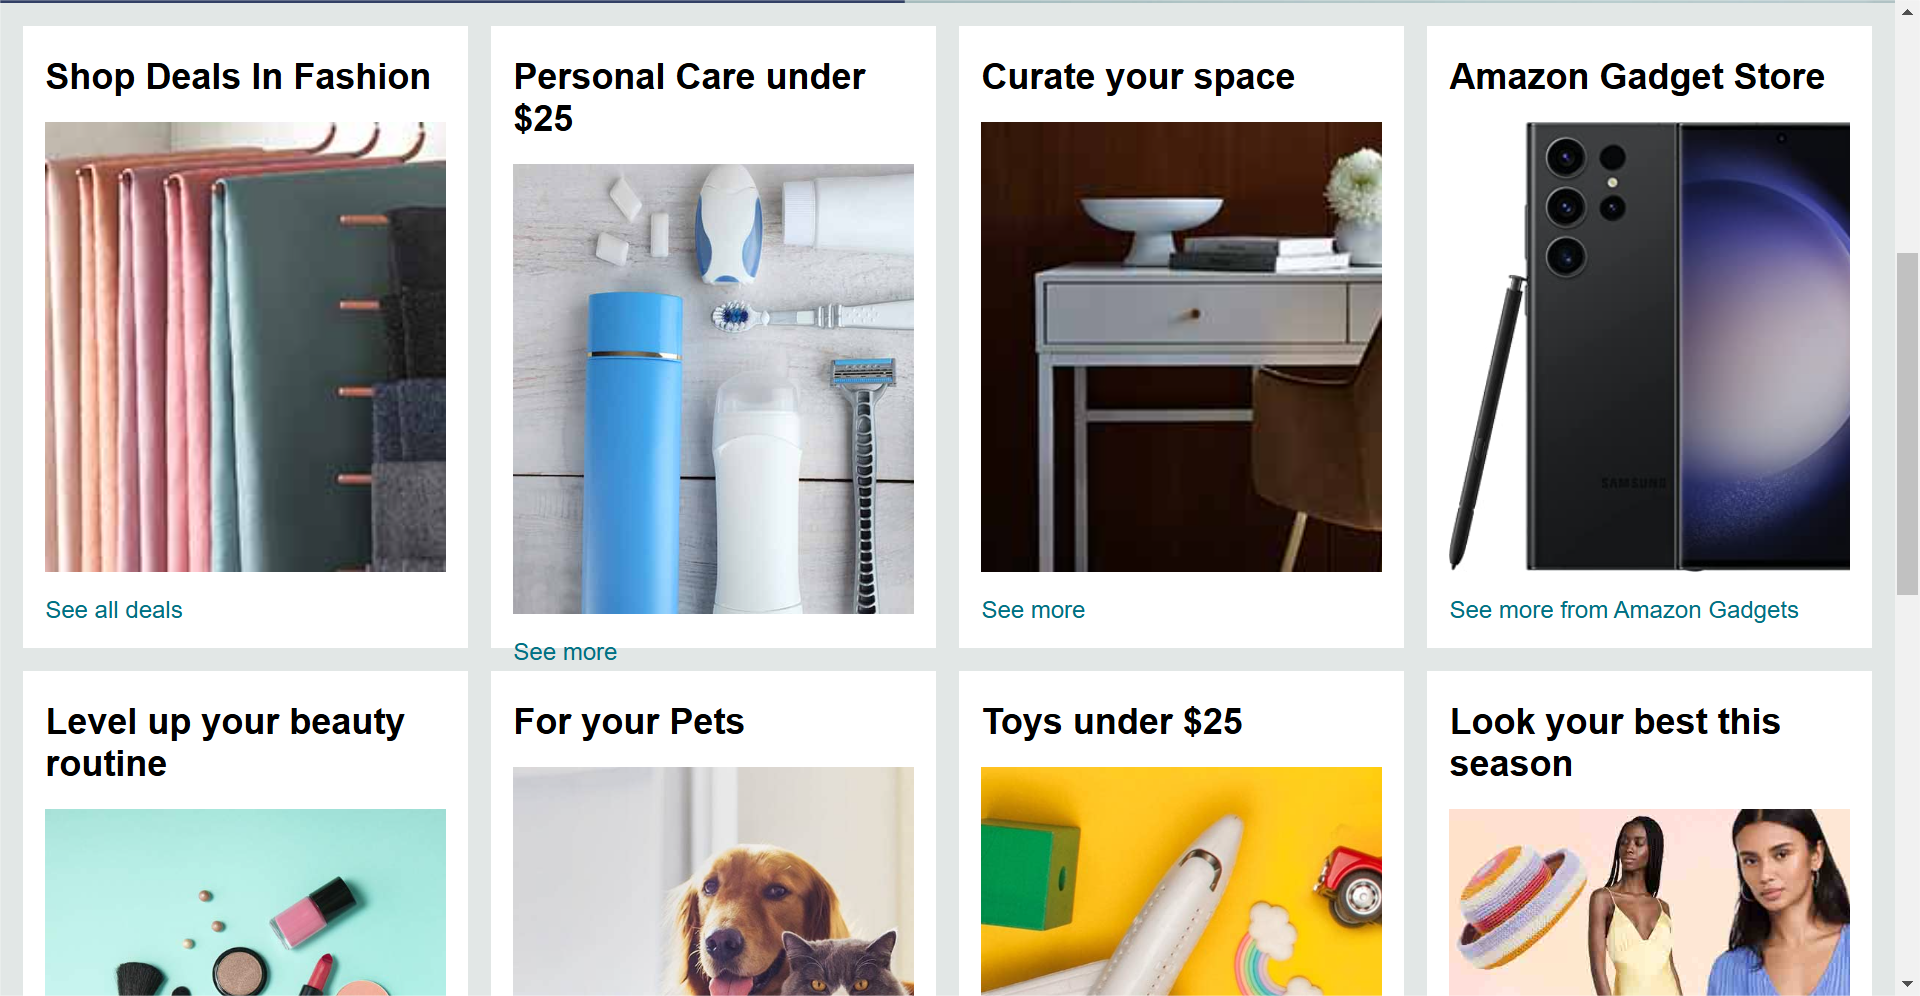 Shop Deals In Fashion
See all deals
Personal Care under
$25
See more
Curate your space
See more
Amazon Gadget Store
SAMSUNG
See more from Amazon Gadgets
Level up your beauty
routine
For your Pets
Toys under $25
Look your best this
season